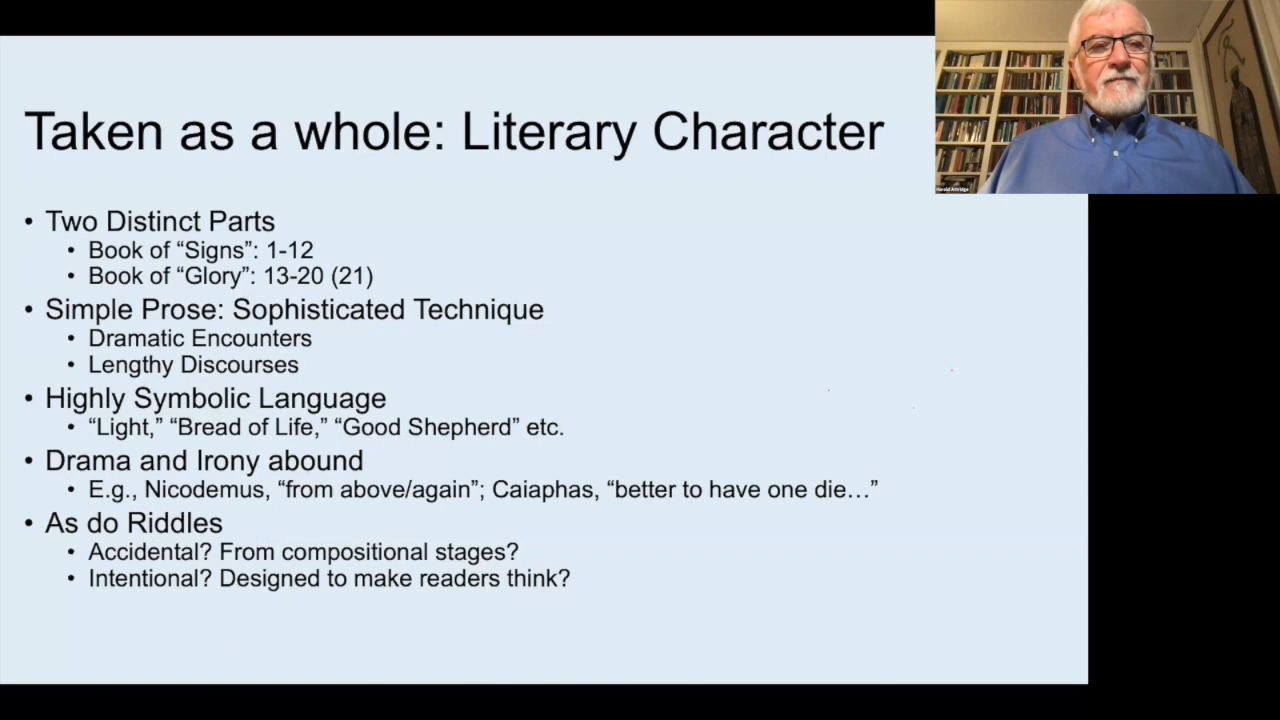 Taken as a whole: Literary Character
• Two Distinct Parts
• Book of “Signs”: 1-12
• Book of “Glory”: 13-20 (21)
• Simple Prose: Sophisticated Technique
• Dramatic Encounters
• Lengthy Discourses
• Highly Symbolic Language
• “Light,” “Bread of Life,” “Good Shepherd” etc.
• Drama and Irony abound
• E.g., Nicodemus, “from above/again”; Caiaphas, “better to have one die…”
• As do Riddles
• Accidental? From compositional stages?
• Intentional? Designed to make readers think?
Harold Attridge